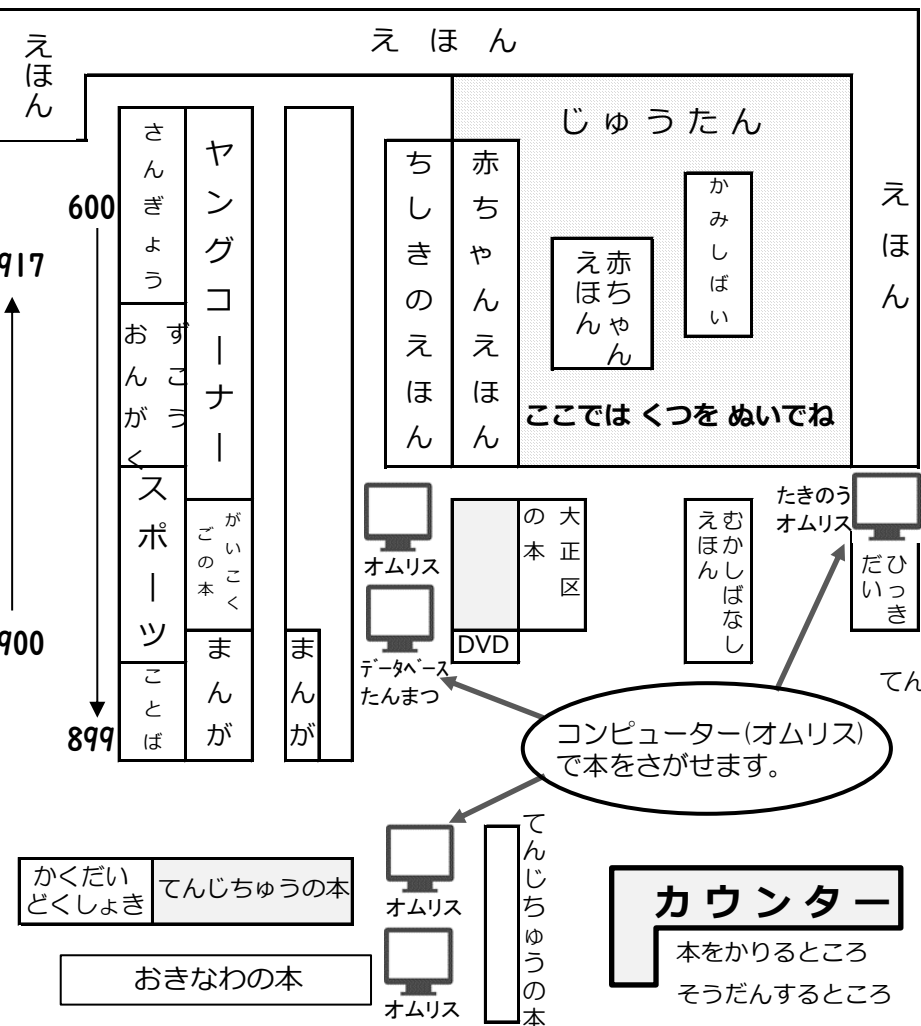 えほん
えほん
えほん
じゅうたん
かみしばい
赤ちゃん
えほん
ここでは くつを ぬいでね
赤ちゃんえほん
ちしきのえほん
ヤングコーナー
さんぎょう
600
917
ずこう
おんがく
スポーツ
がいこく
ごの本
900
まんが
まんが
ことば
899
オムリス
データベース
たんまつ
大正区
の本
DVD
むかしばなし
えほん
たきのう
オムリス
ひっき
だい
てん
コンピューター(オムリス)
で本をさがせます。
かくだい
どくしょき
てんじちゅうの本
オムリス
てんじちゅうの本
カウンター
本をかりるところ
そうだんするところ
おきなわの本
オムリス